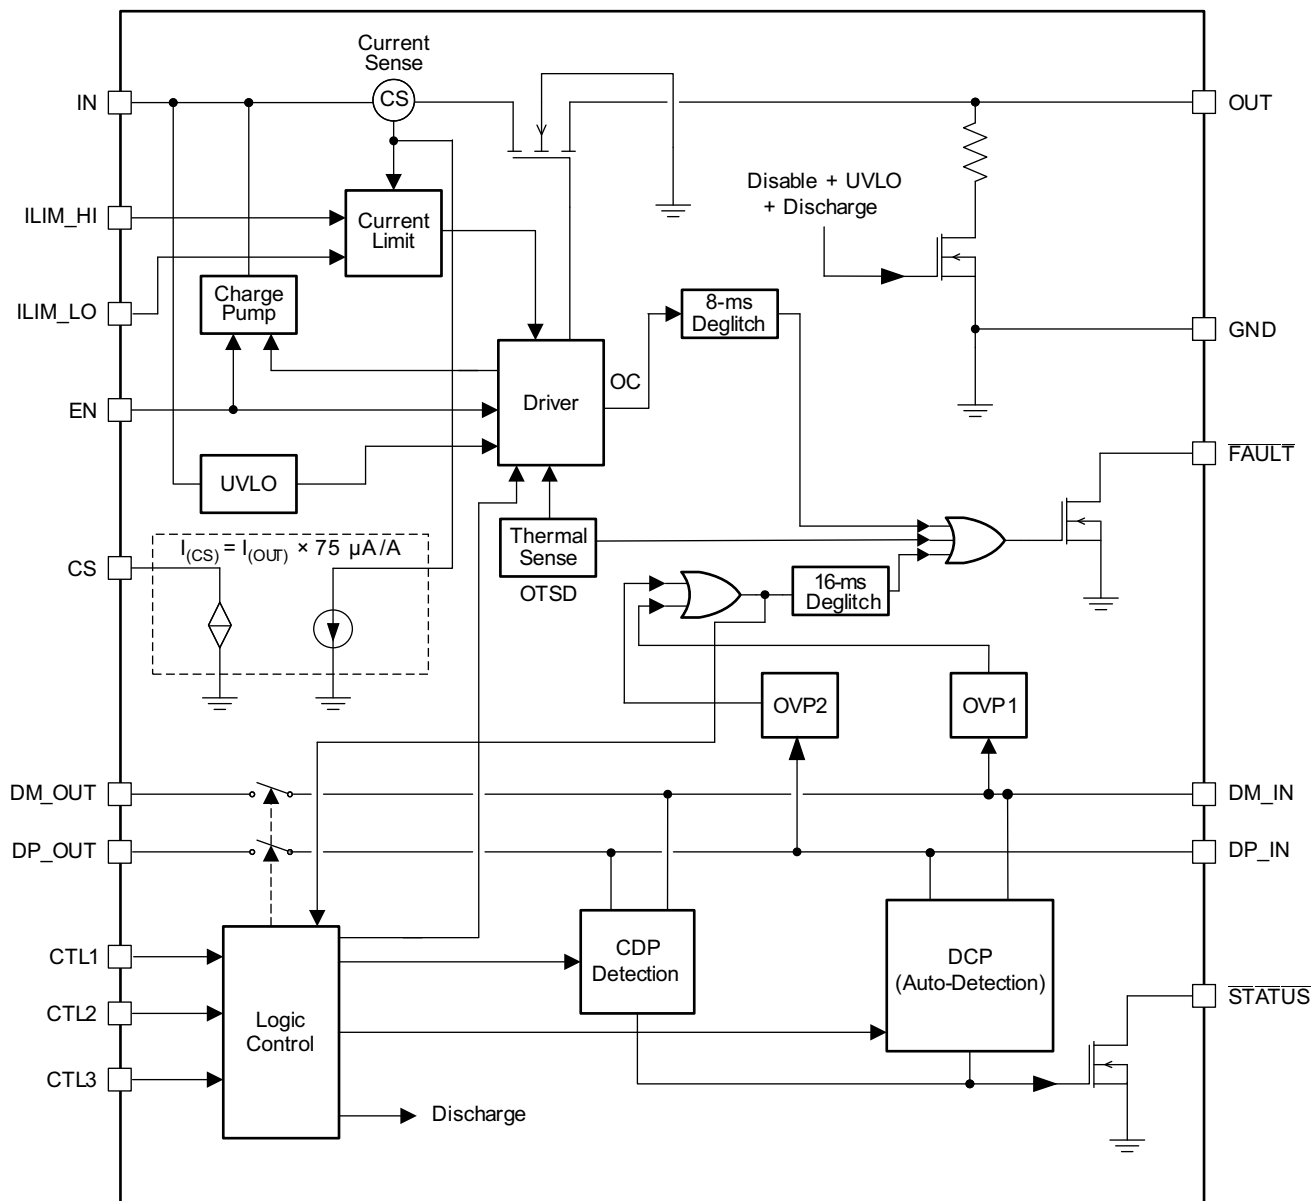 Current
Sense
IN
CS
OUT
Disable + UVLO
+ Discharge
ILIM_HI
Current
Limit
Charge
Pump
8-ms
Deglitch
ILIM_LO
GND
OC
EN
Driver
FAULT
UVLO
Thermal
Sense
OTSD
I(CS) = I(OUT) × 75 µA/A
CS
16-ms
Deglitch
OVP2
OVP1
DM_OUT
DM_IN
DP_OUT
DP_IN
CTL1
CDP
Detection
DCP
(Auto-Detection)
STATUS
CTL2
Logic
Control
CTL3
Discharge